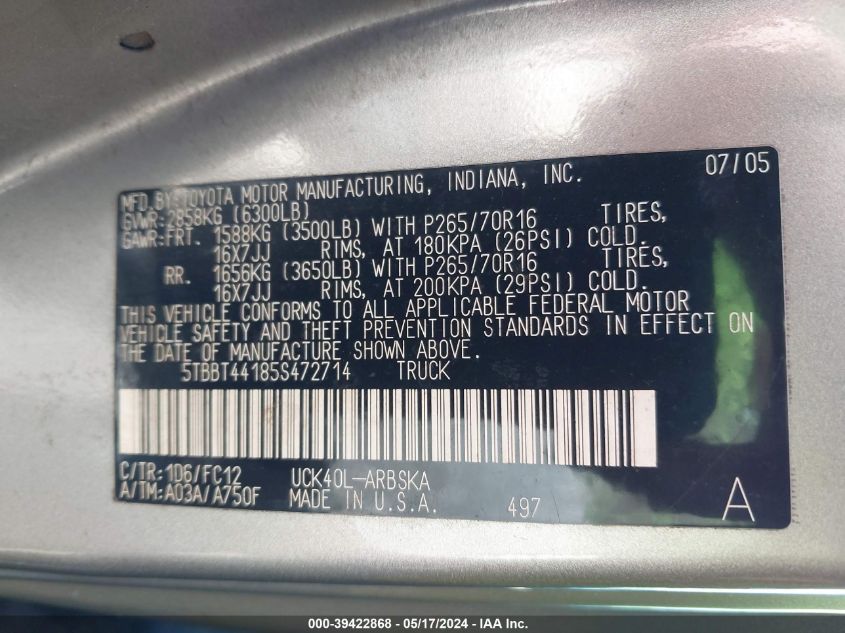 07/05
MFD.BY:TOYOTA MOTOR MANUFACTURING, INDIANA, INC.
GVWR:2858KG (6300LB)
GAWR:FRT. 1588KG (3500LB) WITH P265/70R16 TIRES,
16X7JJ RIMS, AT 180KPA (26PSI) COLD.
RR. 1656KG (3650LB) WITH P265/70R16 TIRES,
16X7JJ RIMS, AT 200KPA (29PSI) COLD.
THIS VEHICLE CONFORMS TO ALL APPLICABLE FEDERAL MOTOR
VEHICLE SAFETY AND THEFT PREVENTION STANDARDS IN EFFECT ON
THE DATE OF MANUFACTURE SHOWN ABOVE.
5TBBT44185S472714 TRUCK
C/TR:1D6/FC12 UCK40L-ARBSKA
A/TM:A03A/A750F MADE IN U.S.A. 497 A
000-39422868 - 05/17/2024 - IAA Inc.